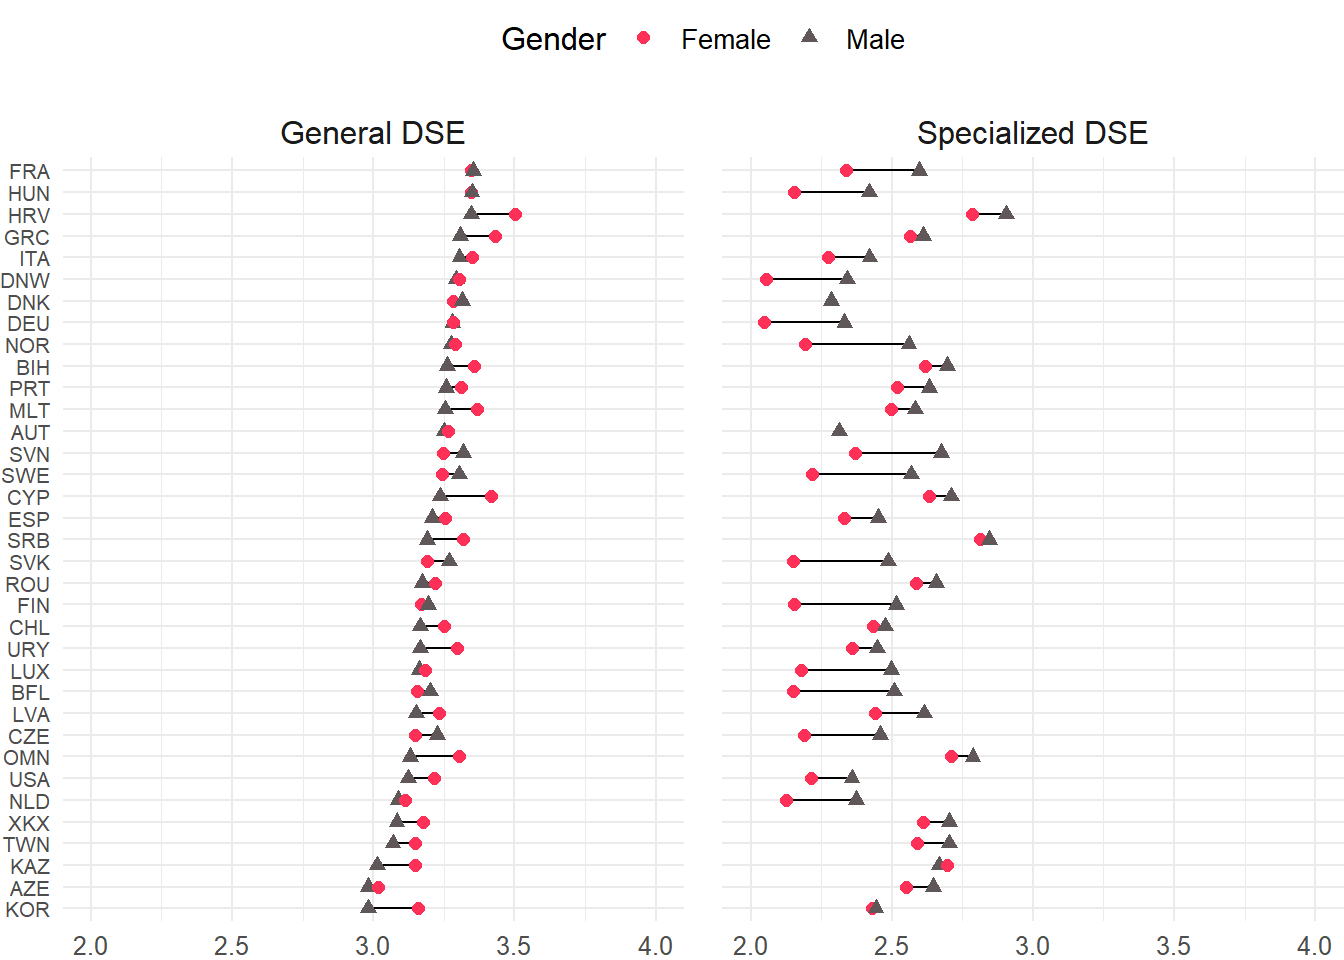 Gender Female Male
General DSE Specialized DSE
FRA
HUN
HRV
GRC
ITA
DNW
DNK
DEU
NOR
BIH
PRT
MLT
AUT
SVN
SWE
CYP
ESP
SRB
SVK
ROU
FIN
CHL
URY
LUX
BFL
LVA
CZE
OMN
USA
NLD
XKX
TWN
KAZ
AZE
KOR
2.0 2.5 3.0 3.5 4.0 2.0 2.5 3.0 3.5 4.0